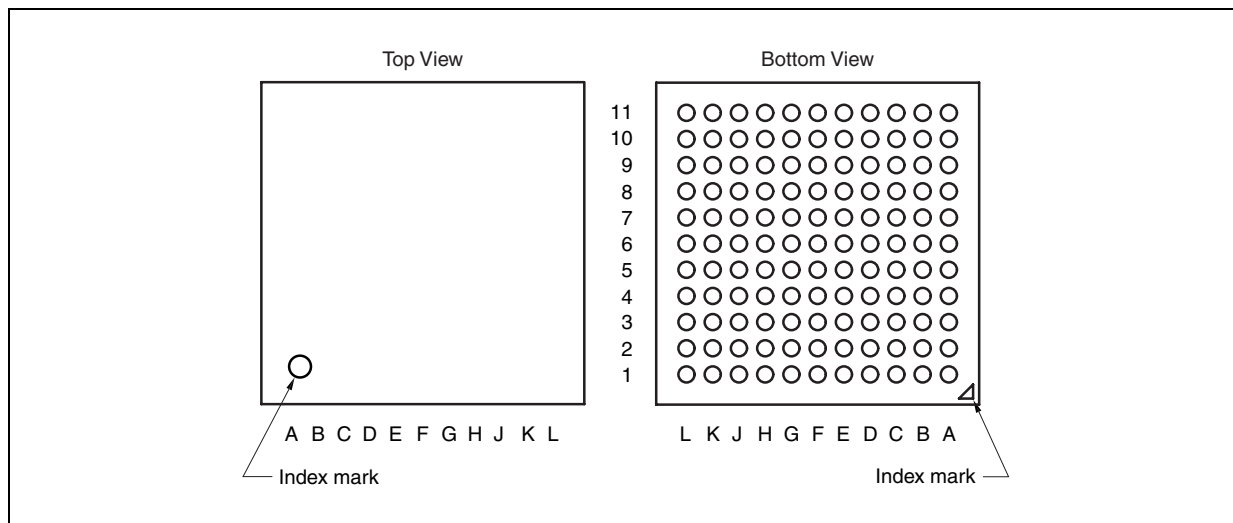 Top View
Bottom View
11
10
9
8
7
6
5
4
3
2
1
A B C D E F G H J K L
L K J H G F E D C B A
Index mark
Index mark